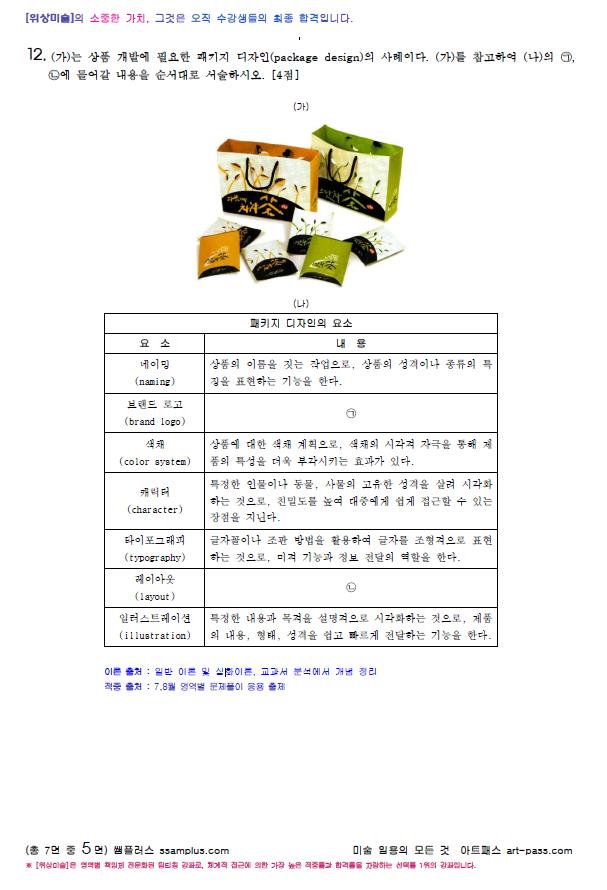 [위상미술]의 소중한 가치, 그것은 오직 수강생들의 최종 합격입니다.
12. (가)는 상품 개발에 필요한 패키지 디자인(package design)의 사례이다. (가)를 참고하여 (나)의 ㉠,
㉡에 들어갈 내용을 순서대로 서술하시오. [4점]
(가)
茶
茶
(나)
패키지 디자인의 요소
요 소
내 용
네이밍
(naming)
상품의 이름을 짓는 작업으로, 상품의 성격이나 종류의 특
징을 표현하는 기능을 한다.
브랜드 로고
(brand logo)
㉠
색채
(color system)
상품에 대한 색채 계획으로, 색채의 시각적 자극을 통해 제
품의 특성을 더욱 부각시키는 효과가 있다.
캐릭터
(character)
특정한 인물이나 동물, 사물의 고유한 성격을 살려 시각화
하는 것으로, 친밀도를 높여 대중에게 쉽게 접근할 수 있는
장점을 지닌다.
타이포그래피
(typography)
글자꼴이나 조판 방법을 활용하여 글자를 조형적으로 표현
하는 것으로, 미적 기능과 정보 전달의 역할을 한다.
레이아웃
(layout)
㉡
일러스트레이션
(illustration)
특정한 내용과 목적을 설명적으로 시각화하는 것으로, 제품
의 내용, 형태, 성격을 쉽고 빠르게 전달하는 기능을 한다.
이론 출처 : 일반 이론 및 심화이론, 교과서 분석에서 개념 정리
적중 출처 : 7,8월 영역별 문제풀이 응용 출제
(총 7면 중 5면) 쌤플러스 ssamplus.com
미술 임용의 모든 것 아트패스 art-pass.com
※ [위상미술]은 영역별 책임제 전문화된 팀티칭 강좌로, 체계적 접근에 의한 가장 높은 적중률과 합격률을 자랑하는 선택률 1위의 강좌입니다.